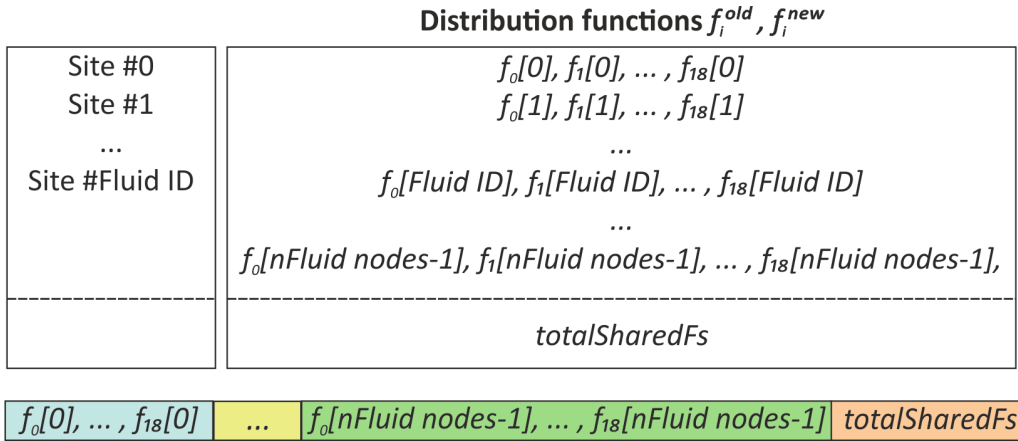 Distribution functions f_i^old, f_i^new
Site #0
f₀[0], f₁[0], ... , f₁₈[0]
Site #1
f₀[1], f₁[1], ... , f₁₈[1]
...
...
Site #Fluid ID
f₀[Fluid ID], f₁[Fluid ID], ... , f₁₈[Fluid ID]
...
f₀[nFluid nodes-1], f₁[nFluid nodes-1], ... , f₁₈[nFluid nodes-1],
totalSharedFs
f₀[0], ... , f₁₈[0] ... f₀[nFluid nodes-1], ... , f₁₈[nFluid nodes-1] totalSharedFs